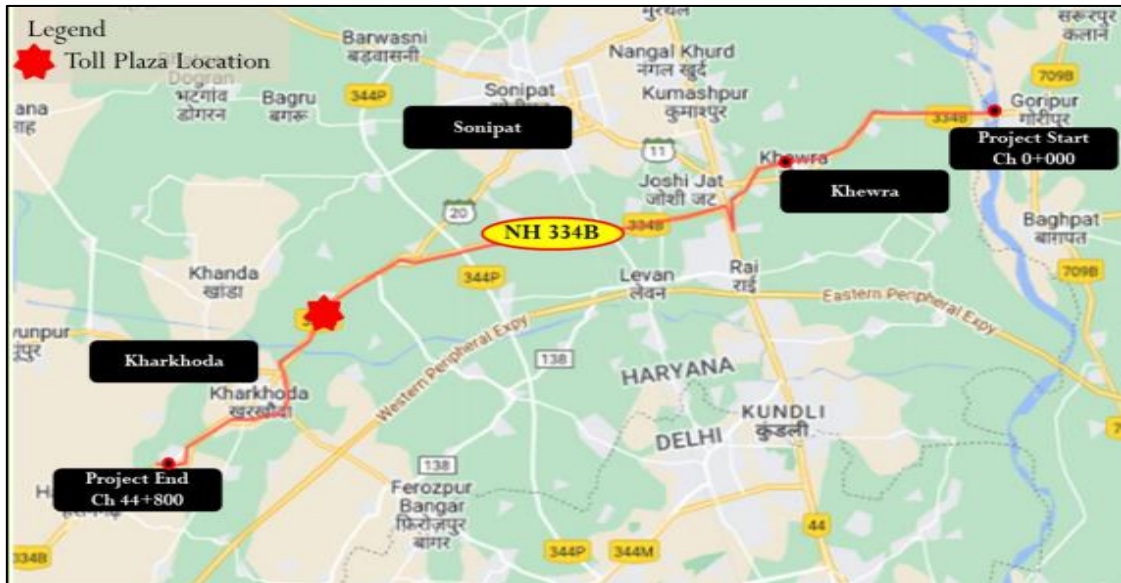 Legend
Toll Plaza Location
Barwasni
बड़वासनी
Dogran
भटगांव
डोगरन
Bagru
बगरू
344P
Sonipat
Sonipat
Nangal Khurd
नंगल खुर्द
Kumashpur
कुमाशपुर
मुरथल
सरूरपुर
कलान
709B
Goripur
गोरीपुर
334B
Project Start
Ch 0+000
11
Khewra
Joshi Jat
जोशी जट
Khewra
Baghpat
बागपत
20
NH 334B
334B
344P
Khanda
खांडा
Levan
लेवन
Rai
राई
709B
Eastern Peripheral Expy
Western Peripheral Expy
Kharkhoda
Kharkhoda
खरखौदा
138
HARYANA
DELHI
KUNDLI
कुंडली
Project End
Ch 44+800
138
Ferozpur
Bangar
फ़िरोज़पुर
बांगर
334B
344P
344M
44